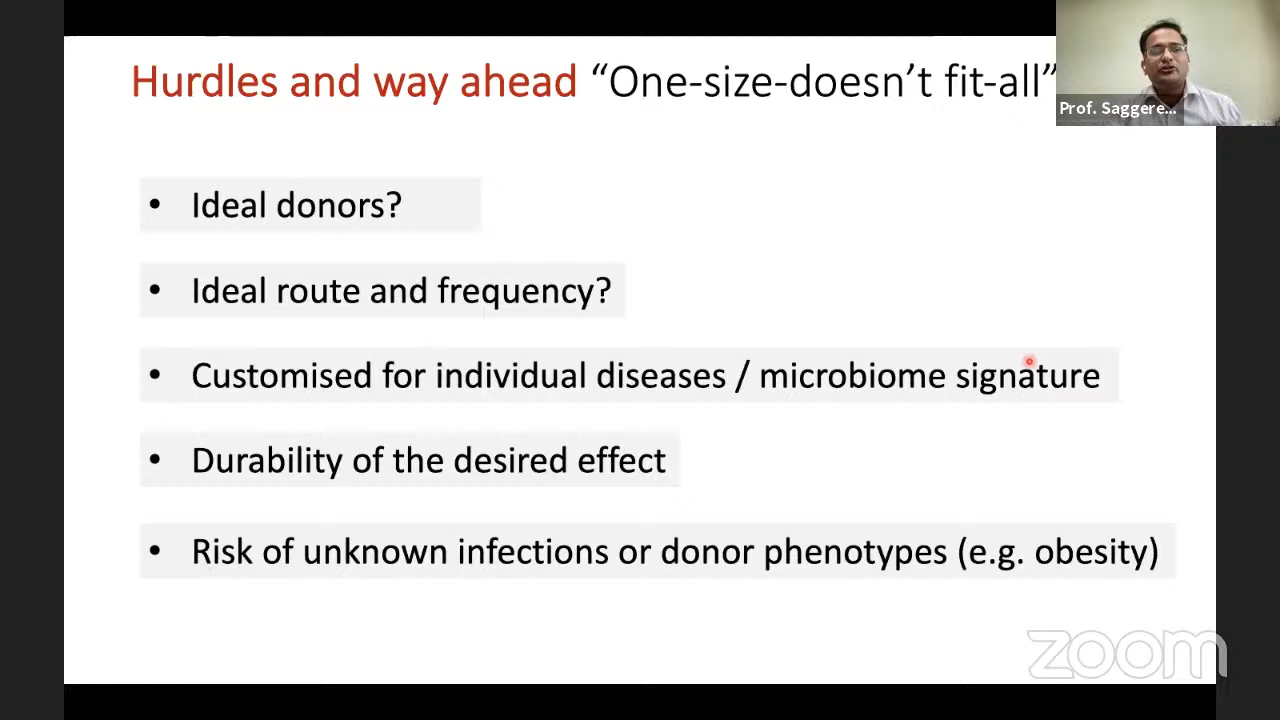 Hurdles and way ahead “One-size-doesn’t fit-all”
Prof. Saggere...
• Ideal donors?
• Ideal route and frequency?
• Customised for individual diseases / microbiome signature
• Durability of the desired effect
• Risk of unknown infections or donor phenotypes (e.g. obesity)
zoom